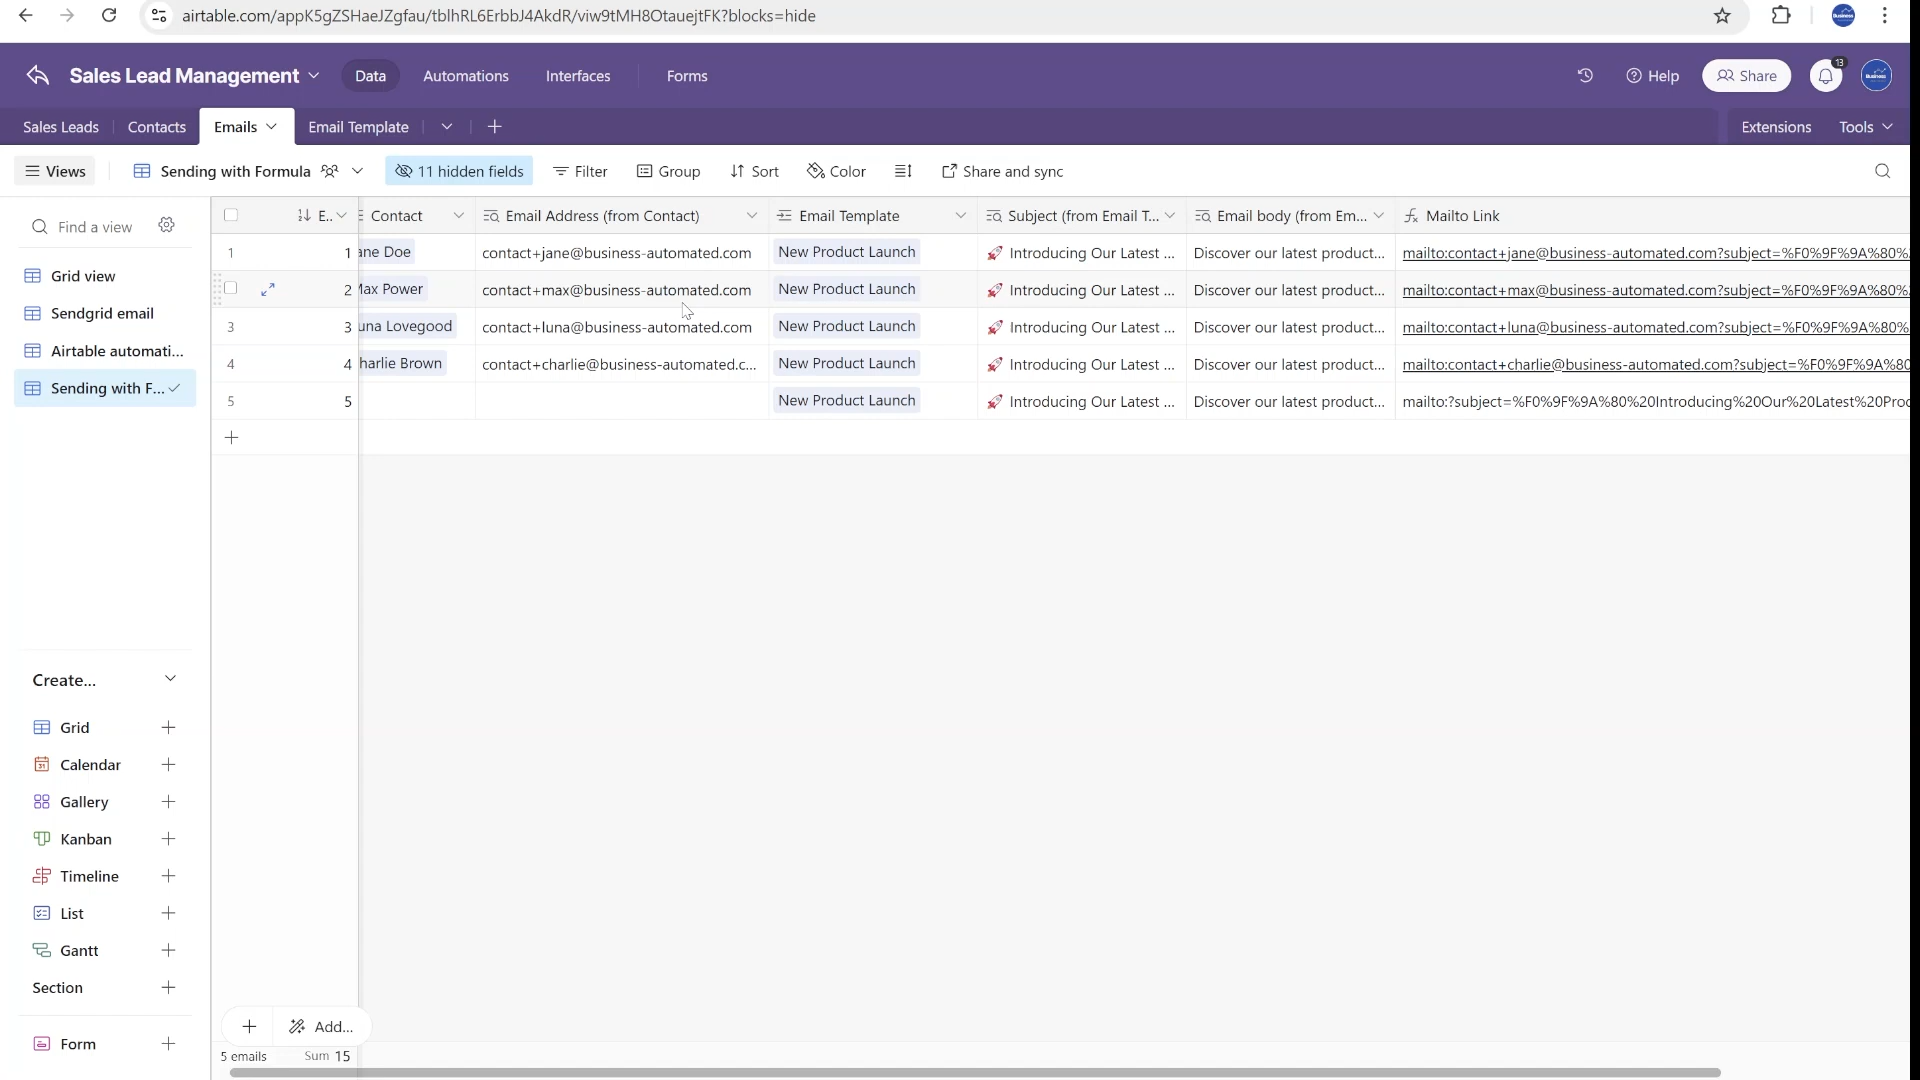 airtable.com/appK5gZSHaeJZgfau/tblhRL6ErbbJ4AkdR/viw9tMH8OtauejtFK?blocks=hide
Sales Lead Management Data Automations Interfaces Forms Help Share 13
Sales Leads Contacts Emails Email Template Extensions Tools
Views Sending with Formula 11 hidden fields Filter Group Sort Color Share and sync
Find a view
Grid view
Sendgrid email
Airtable automati...
Sending with F...
Create...
Grid
Calendar
Gallery
Kanban
Timeline
List
Gantt
Section
Form
E.. Contact Email Address (from Contact) Email Template Subject (from Email T... Email body (from Em... Mailto Link
1 1 ane Doe contact+jane@business-automated.com New Product Launch 🚀 Introducing Our Latest ... Discover our latest product... mailto:contact+jane@business-automated.com?subject=%F0%9F%9A%80%2
2 Max Power contact+max@business-automated.com New Product Launch 🚀 Introducing Our Latest ... Discover our latest product... mailto:contact+max@business-automated.com?subject=%F0%9F%9A%80%
3 3 una Lovegood contact+luna@business-automated.com New Product Launch 🚀 Introducing Our Latest ... Discover our latest product... mailto:contact+luna@business-automated.com?subject=%F0%9F%9A%80%
4 4 harlie Brown contact+charlie@business-automated.c... New Product Launch 🚀 Introducing Our Latest ... Discover our latest product... mailto:contact+charlie@business-automated.com?subject=%F0%9F%9A%80
5 5 New Product Launch 🚀 Introducing Our Latest ... Discover our latest product... mailto:?subject=%F0%9F%9A%80%20Introducing%20Our%20Latest%20Proc
Add...
5 emails Sum 15